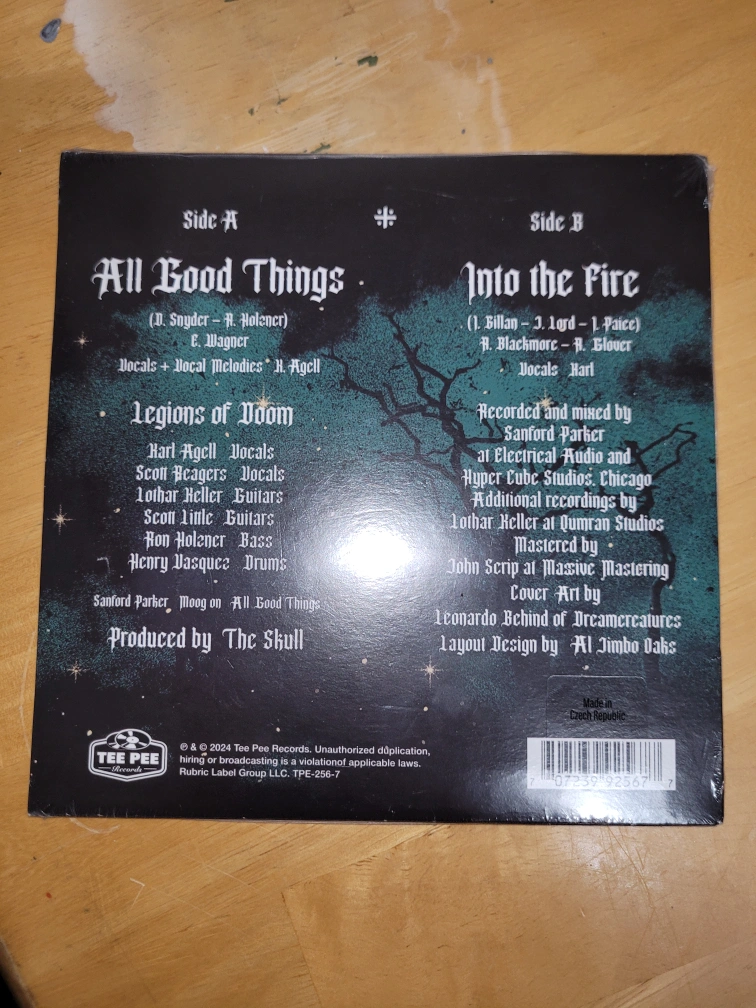 Side A
All Good Things
(D. Snyder – R. Holzner)
E. Wagner
Vocals + Vocal Melodies K. Agell
Legions of Doom
Karl Agell Vocals
Scott Reagers Vocals
Lothar Keller Guitars
Scott Little Guitars
Ron Holzner Bass
Henry Vasquez Drums
Sanford Parker Moog on All Good Things
Produced by The Skull
Side B
Into the Fire
(I. Gillan – J. Lord – I. Paice)
R. Blackmore – R. Glover
Vocals Karl
Recorded and mixed by
Sanford Parker
at Electrical Audio and
Hyper Cube Studios, Chicago
Additional recordings by
Lothar Keller at Qumran Studios
Mastered by
John Scrip at Massive Mastering
Cover Art by
Leonardo Behind of Dreamcreatures
Layout Design by Al Jimbo Oaks
Made in
Czech Republic
TEE PEE
Records
℗ & © 2024 Tee Pee Records. Unauthorized duplication,
hiring or broadcasting is a violationof applicable laws.
Rubric Label Group LLC. TPE-256-7
7 07239 92567 7